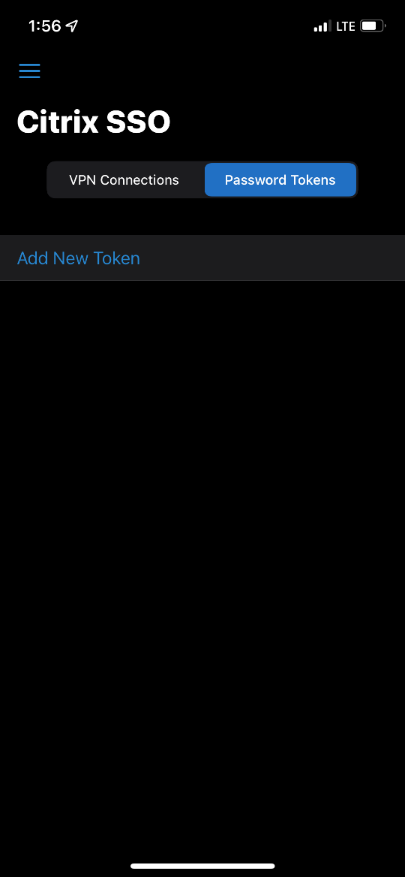 1:56 LTE
Citrix SSO
VPN Connections Password Tokens
Add New Token